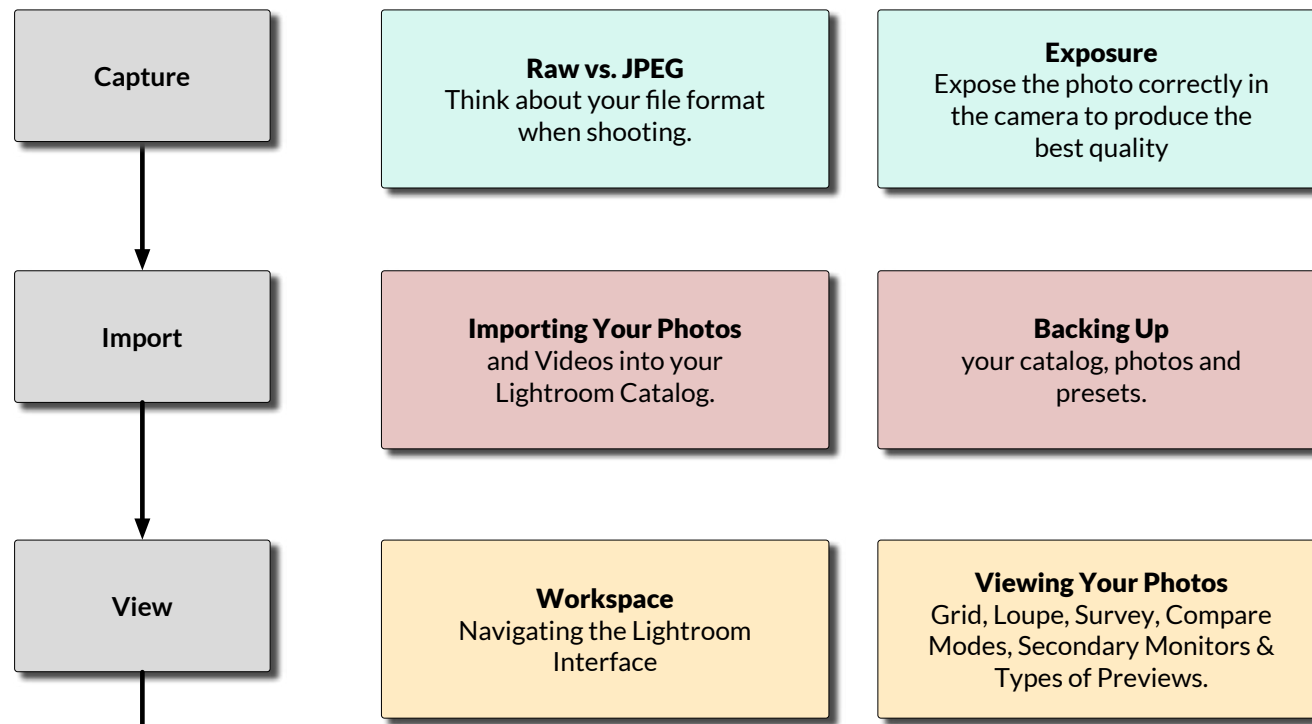 Capture
Raw vs. JPEG
Think about your file format
when shooting.
Exposure
Expose the photo correctly in
the camera to produce the
best quality
Import
Importing Your Photos
and Videos into your
Lightroom Catalog.
Backing Up
your catalog, photos and
presets.
View
Workspace
Navigating the Lightroom
Interface
Viewing Your Photos
Grid, Loupe, Survey, Compare
Modes, Secondary Monitors &
Types of Previews.